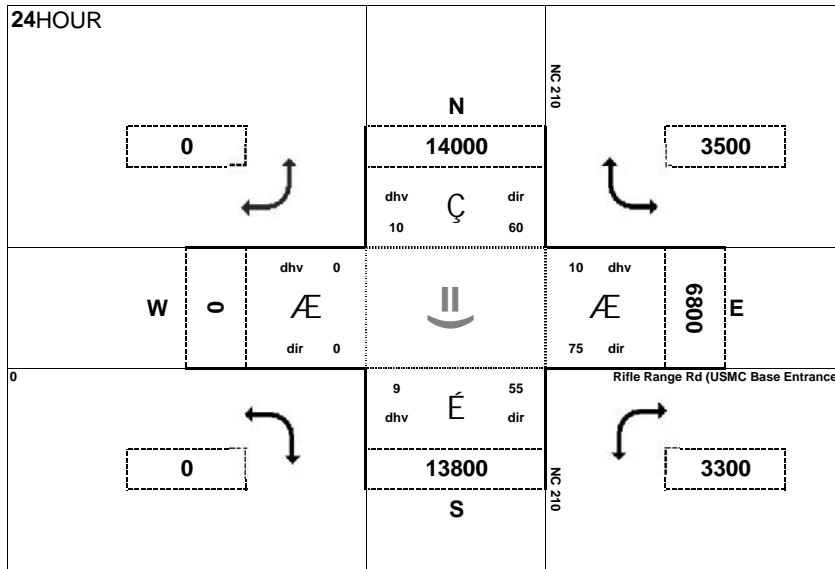 24HOUR
NC 210
N
0
14000
3500
dhv
Ç
dir
10
60
dhv 0
10 dhv
W
0
Æ
Æ
6800
E
dir 0
75 dir
0
Rifle Range Rd (USMC Base Entrance
9
É
55
dhv
dir
0
13800
3300
NC 210
S